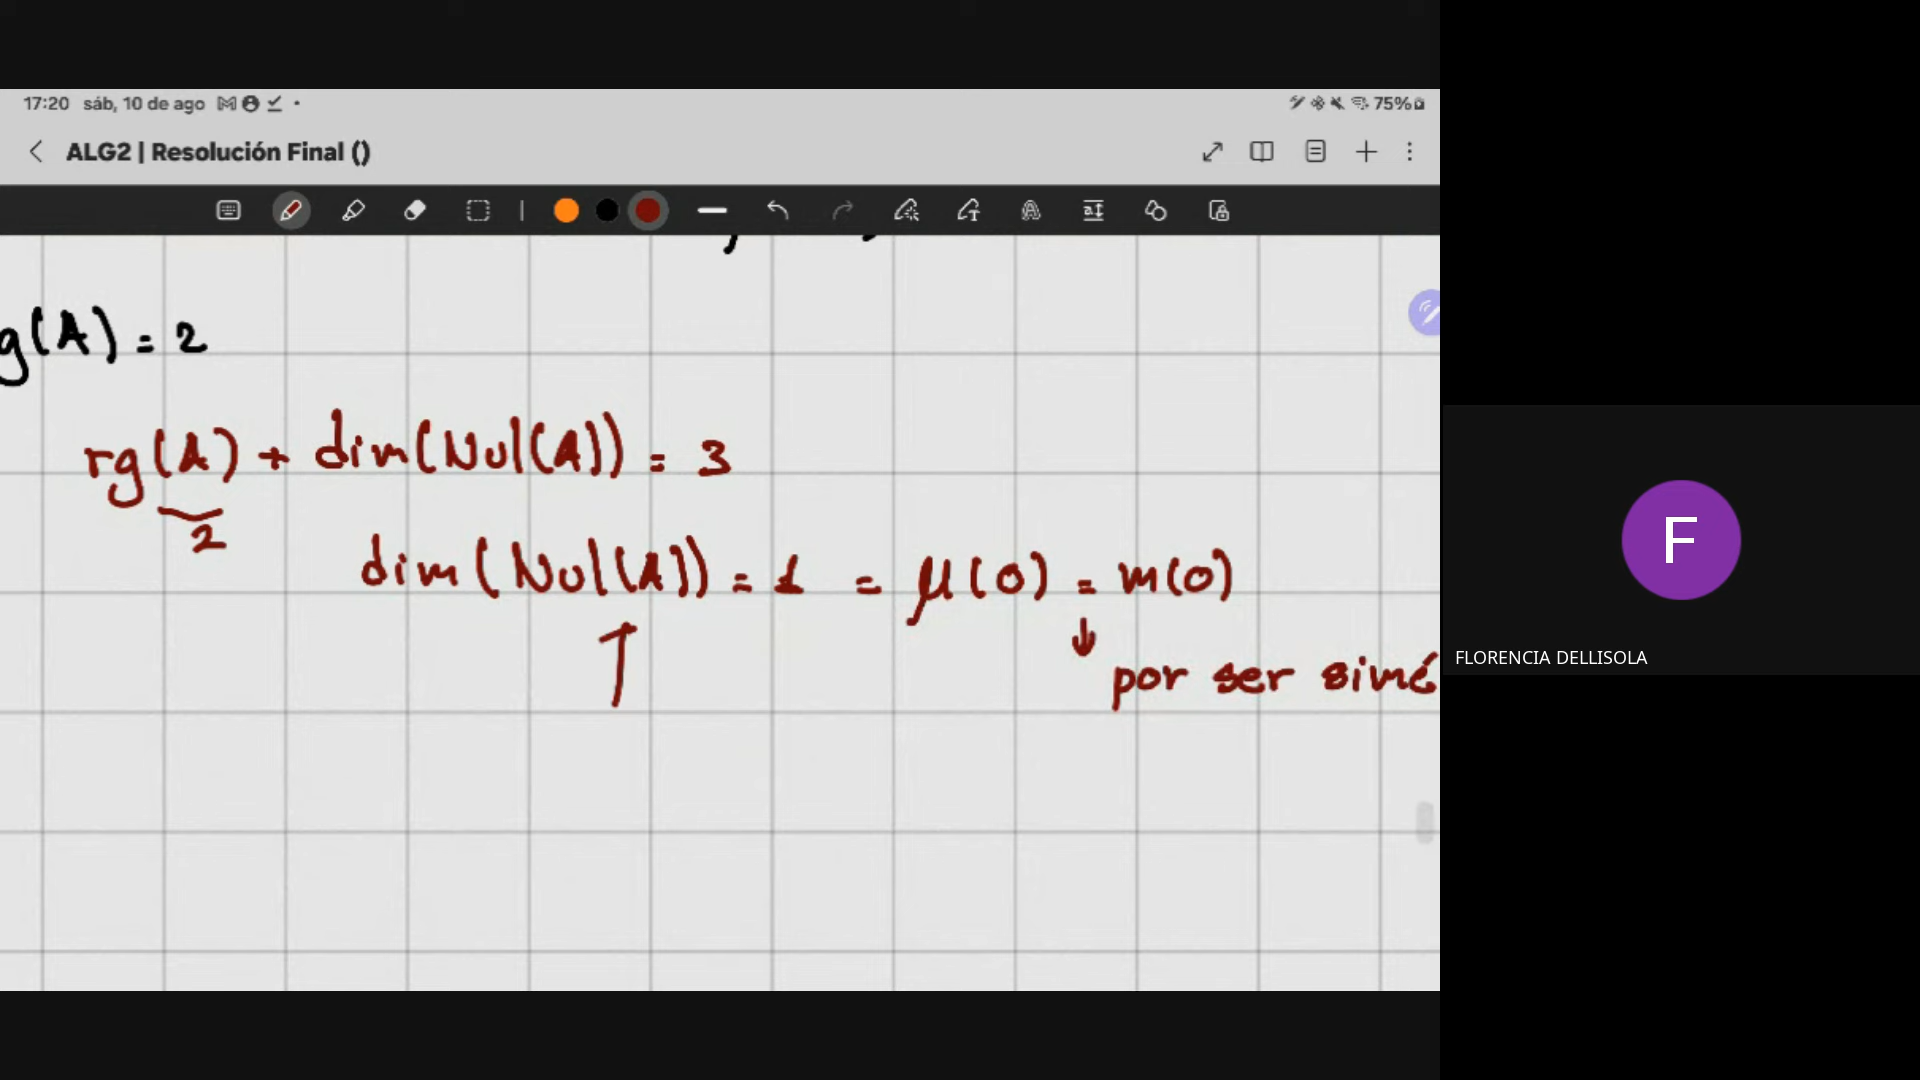 17:20 sáb, 10 de ago
75%
ALG2 | Resolución Final ()
g(A) = 2
rg(A) + dim(Nul(A)) = 3
2
dim(Nul(A)) = 1 = μ(0) = m(0)
por ser simé
F
FLORENCIA DELLISOLA